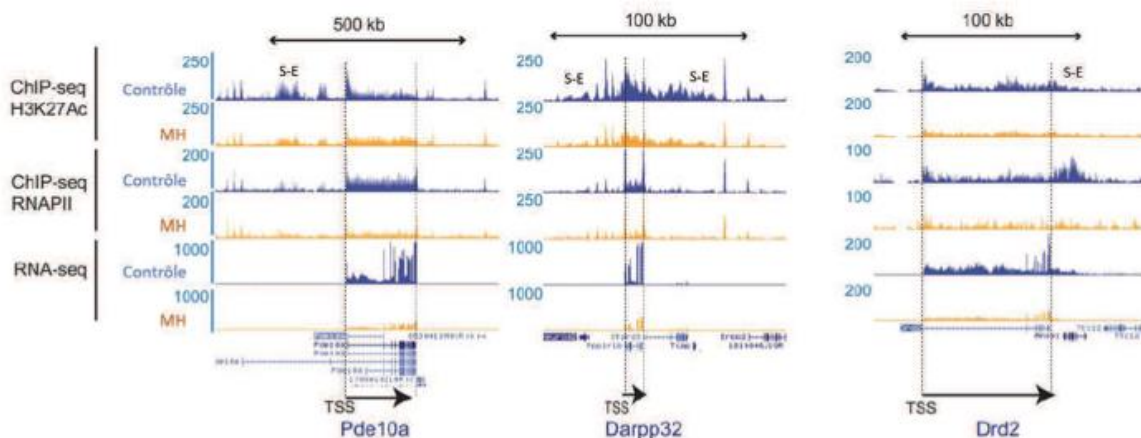 500 kb
100 kb
100 kb
ChIP-seq
H3K27Ac
Contrôle
250
S-E
250
S-E
S-E
200
S-E
MH
250
250
200
ChIP-seq
RNAPII
Contrôle
200
250
100
MH
200
250
100
RNA-seq
Contrôle
1000
1000
200
MH
1000
1000
200
TSS
TSS
TSS
Pde10a
Darpp32
Drd2